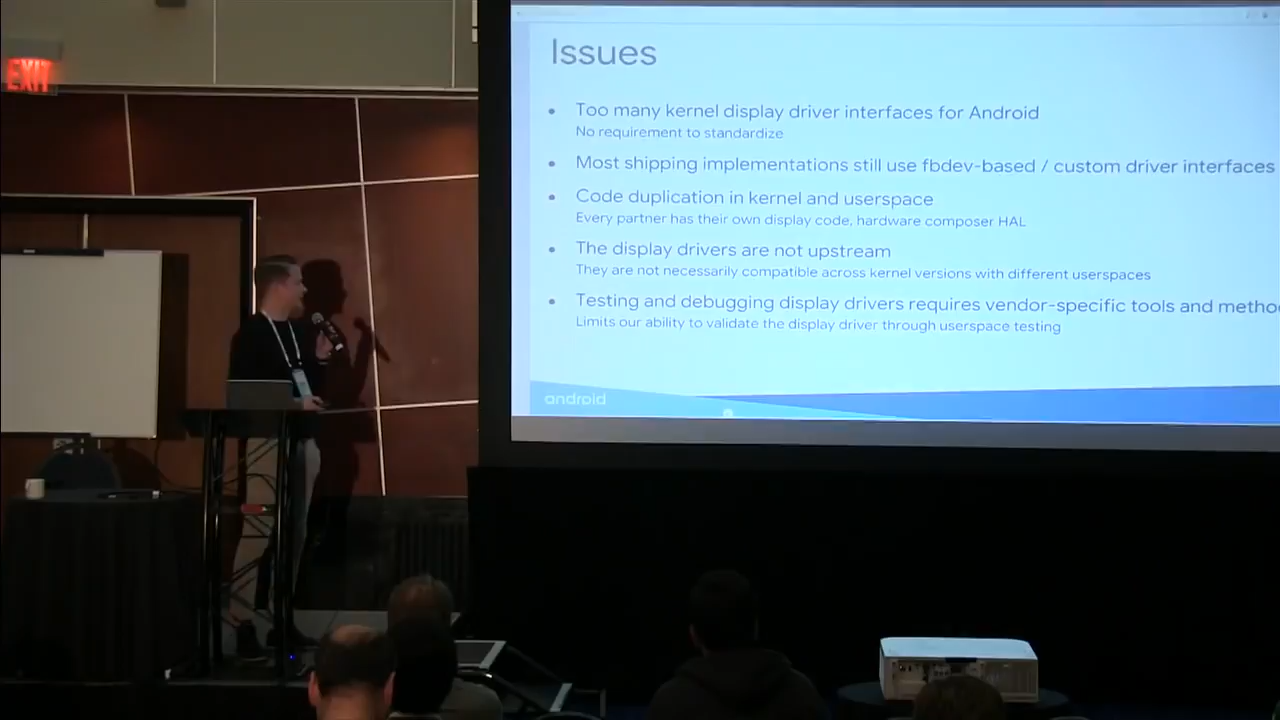 EXIT
Issues
• Too many kernel display driver interfaces for Android
No requirement to standardize
• Most shipping implementations still use fbdev-based / custom driver interfaces
• Code duplication in kernel and userspace
Every partner has their own display code, hardware composer HAL
• The display drivers are not upstream
They are not necessarily compatible across kernel versions with different userspaces
• Testing and debugging display drivers requires vendor-specific tools and metho
Limits our ability to validate the display driver through userspace testing
android